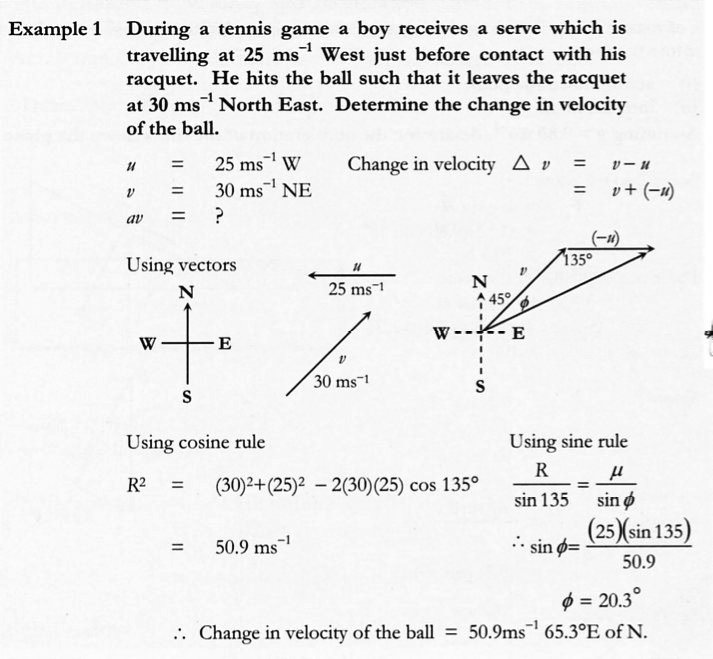 Example 1 During a tennis game a boy receives a serve which is
travelling at 25 ms⁻¹ West just before contact with his
racquet. He hits the ball such that it leaves the racquet
at 30 ms⁻¹ North East. Determine the change in velocity
of the ball.
u = 25 ms⁻¹ W Change in velocity △ v = v – u
v = 30 ms⁻¹ NE = v + (–u)
av = ?
Using vectors
N
W E
S
u
25 ms⁻¹
v
30 ms⁻¹
(–u)
135°
v
N
45° ϕ
W E
S
Using cosine rule Using sine rule
R² = (30)²+(25)² – 2(30)(25) cos 135° R / sin 135 = μ / sin ϕ
= 50.9 ms⁻¹ ∴ sin ϕ= (25)(sin 135) / 50.9
ϕ = 20.3°
∴ Change in velocity of the ball = 50.9ms⁻¹ 65.3°E of N.